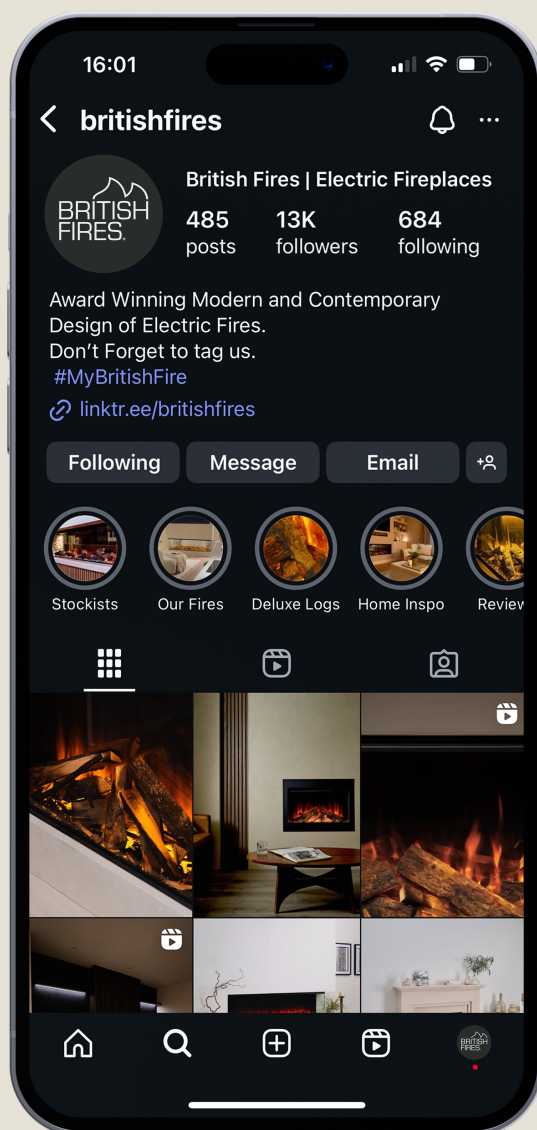 16:01
britishfires
BRITISH
FIRES®
British Fires | Electric Fireplaces
485 13K 684
posts followers following
Award Winning Modern and Contemporary
Design of Electric Fires.
Don't Forget to tag us.
#MyBritishFire
linktr.ee/britishfires
Following Message Email
Stockists Our Fires Deluxe Logs Home Inspo Review
BRITISH
FIRES